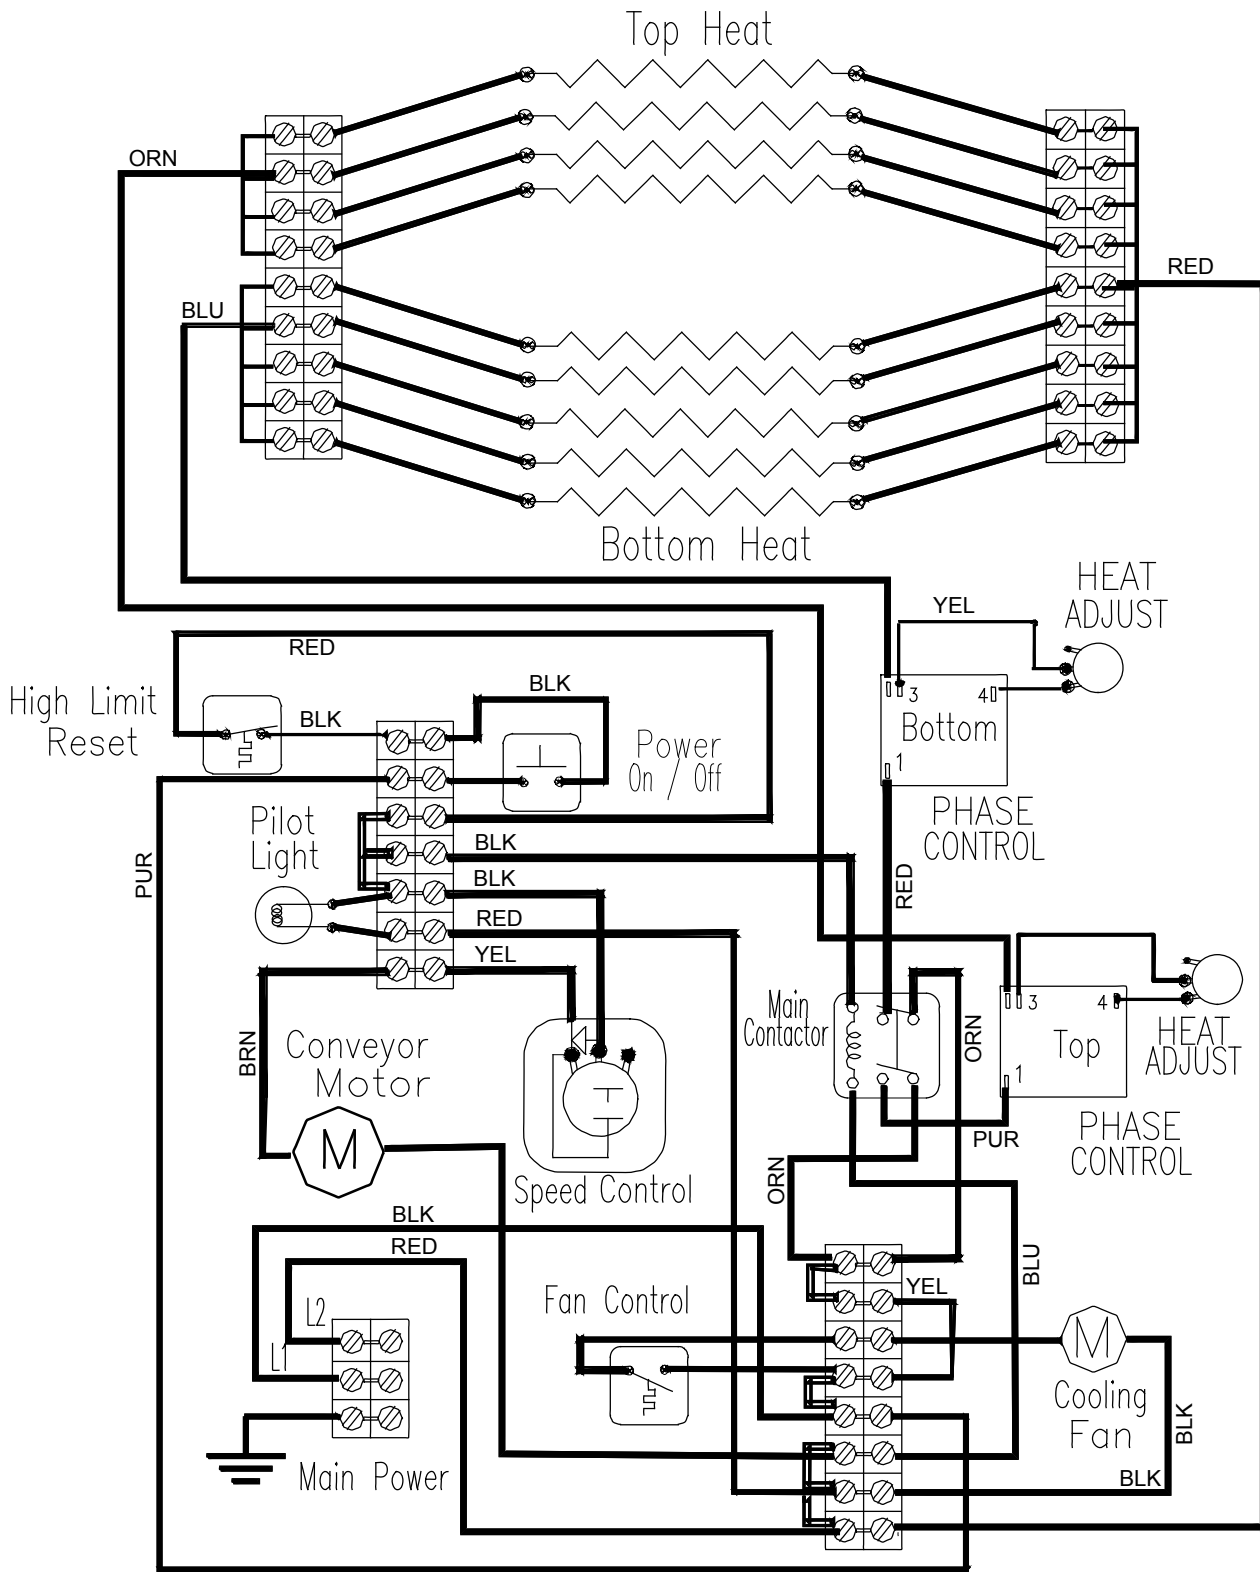 Top Heat
ORN
RED
BLU
Bottom Heat
HEAT
ADJUST
YEL
RED
BLK
High Limit
Reset
BLK
3
4
Bottom
1
Power
On / Off
PHASE
CONTROL
Pilot
Light
BLK
PUR
BLK
RED
RED
YEL
Main
Contactor
3
4
HEAT
ADJUST
Top
1
ORN
BRN
Conveyor
Motor
M
PUR
PHASE
CONTROL
ORN
Speed Control
BLK
RED
BLU
YEL
Fan Control
L2
L1
M
Cooling
Fan
BLK
Main Power
BLK